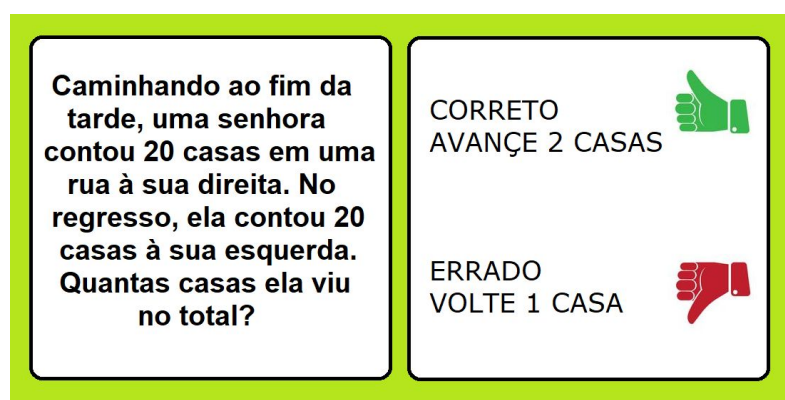 Caminhando ao fim da
tarde, uma senhora
contou 20 casas em uma
rua à sua direita. No
regresso, ela contou 20
casas à sua esquerda.
Quantas casas ela viu
no total?
CORRETO
AVANÇE 2 CASAS
ERRADO
VOLTE 1 CASA